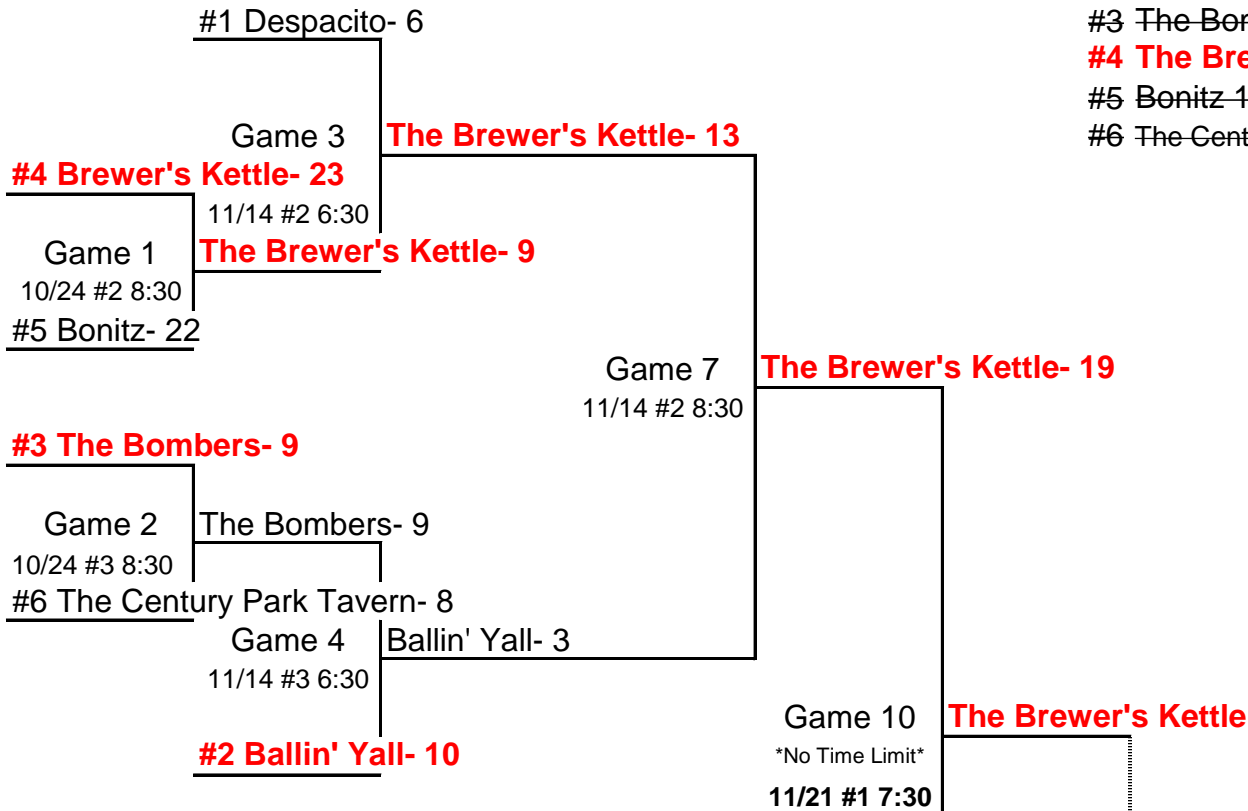 #1 Despacito- 6
#3
#4 The
#5 Bonitz
#6 The
Game 3
The Brewer's Kettle- 13
#4 Brewer's Kettle- 23
11/14 #2 6:30
Game 1
The Brewer's Kettle- 9
10/24 #2 8:30
#5 Bonitz- 22
Game 7
The Brewer's Kettle- 19
11/14 #2 8:30
#3 The Bombers- 9
Game 2
The Bombers- 9
10/24 #3 8:30
#6 The Century Park Tavern- 8
Game 4
Ballin' Yall- 3
11/14 #3 6:30
Game 10
The Brewer's Kettle
*No Time Limit*
#2 Ballin' Yall- 10
11/21 #1 7:30